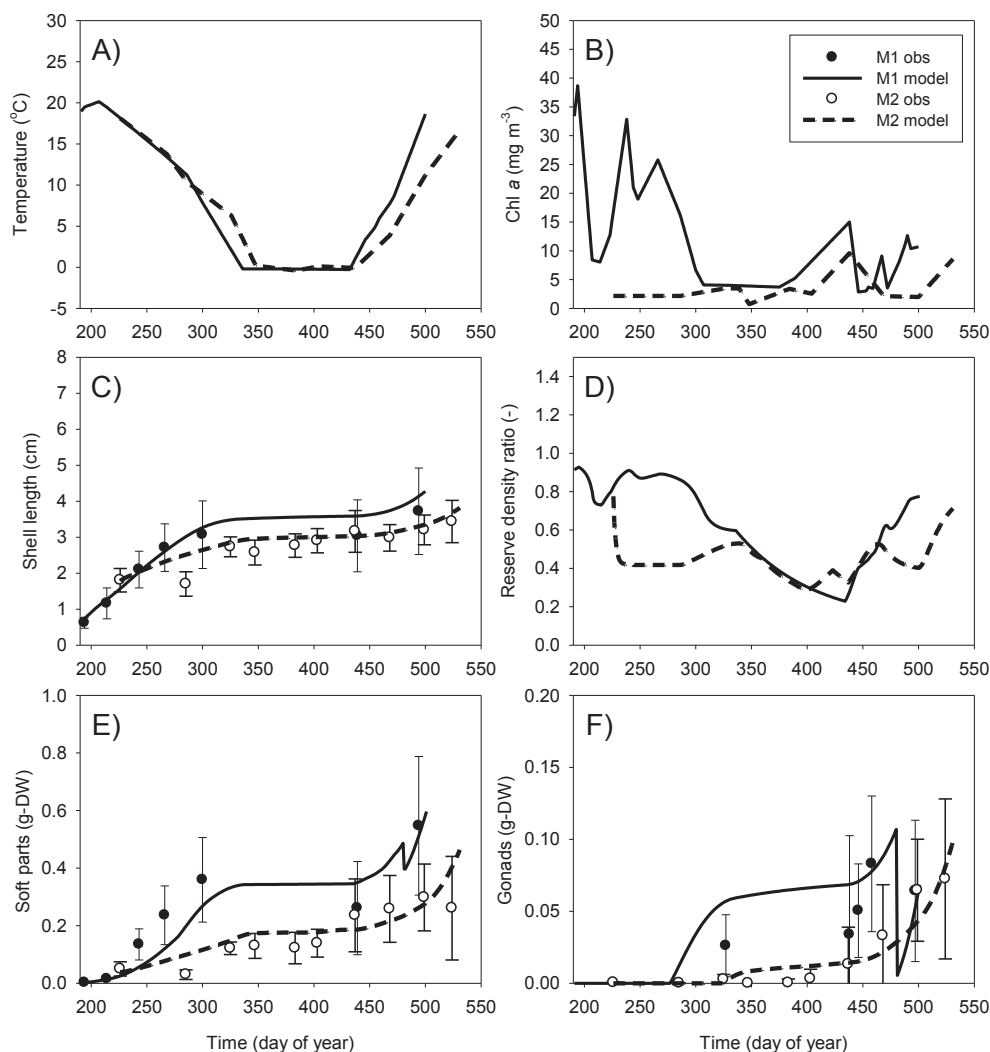 A)
Temperature (°C)
30
25
20
15
10
5
0
-5
200 250 300 350 400 450 500 550
B)
Chl a (mg m-3)
50
45
40
35
30
25
20
15
10
5
0
200 250 300 350 400 450 500 550
M1 obs
M1 model
M2 obs
M2 model
C)
Shell length (cm)
8
7
6
5
4
3
2
1
0
200 250 300 350 400 450 500 550
D)
Reserve density ratio (-)
1.4
1.2
1.0
0.8
0.6
0.4
0.2
0.0
200 250 300 350 400 450 500 550
E)
Soft parts (g-DW)
1.0
0.8
0.6
0.4
0.2
0.0
200 250 300 350 400 450 500 550
Time (day of year)
F)
Gonads (g-DW)
0.20
0.15
0.10
0.05
0.00
200 250 300 350 400 450 500 550
Time (day of year)